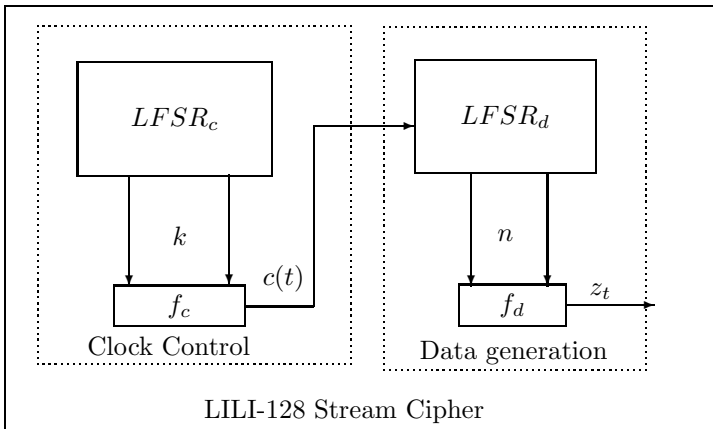 LFSR_c
LFSR_d
k
n
c(t)
f_c
f_d
z_t
Clock Control
Data generation
LILI-128 Stream Cipher